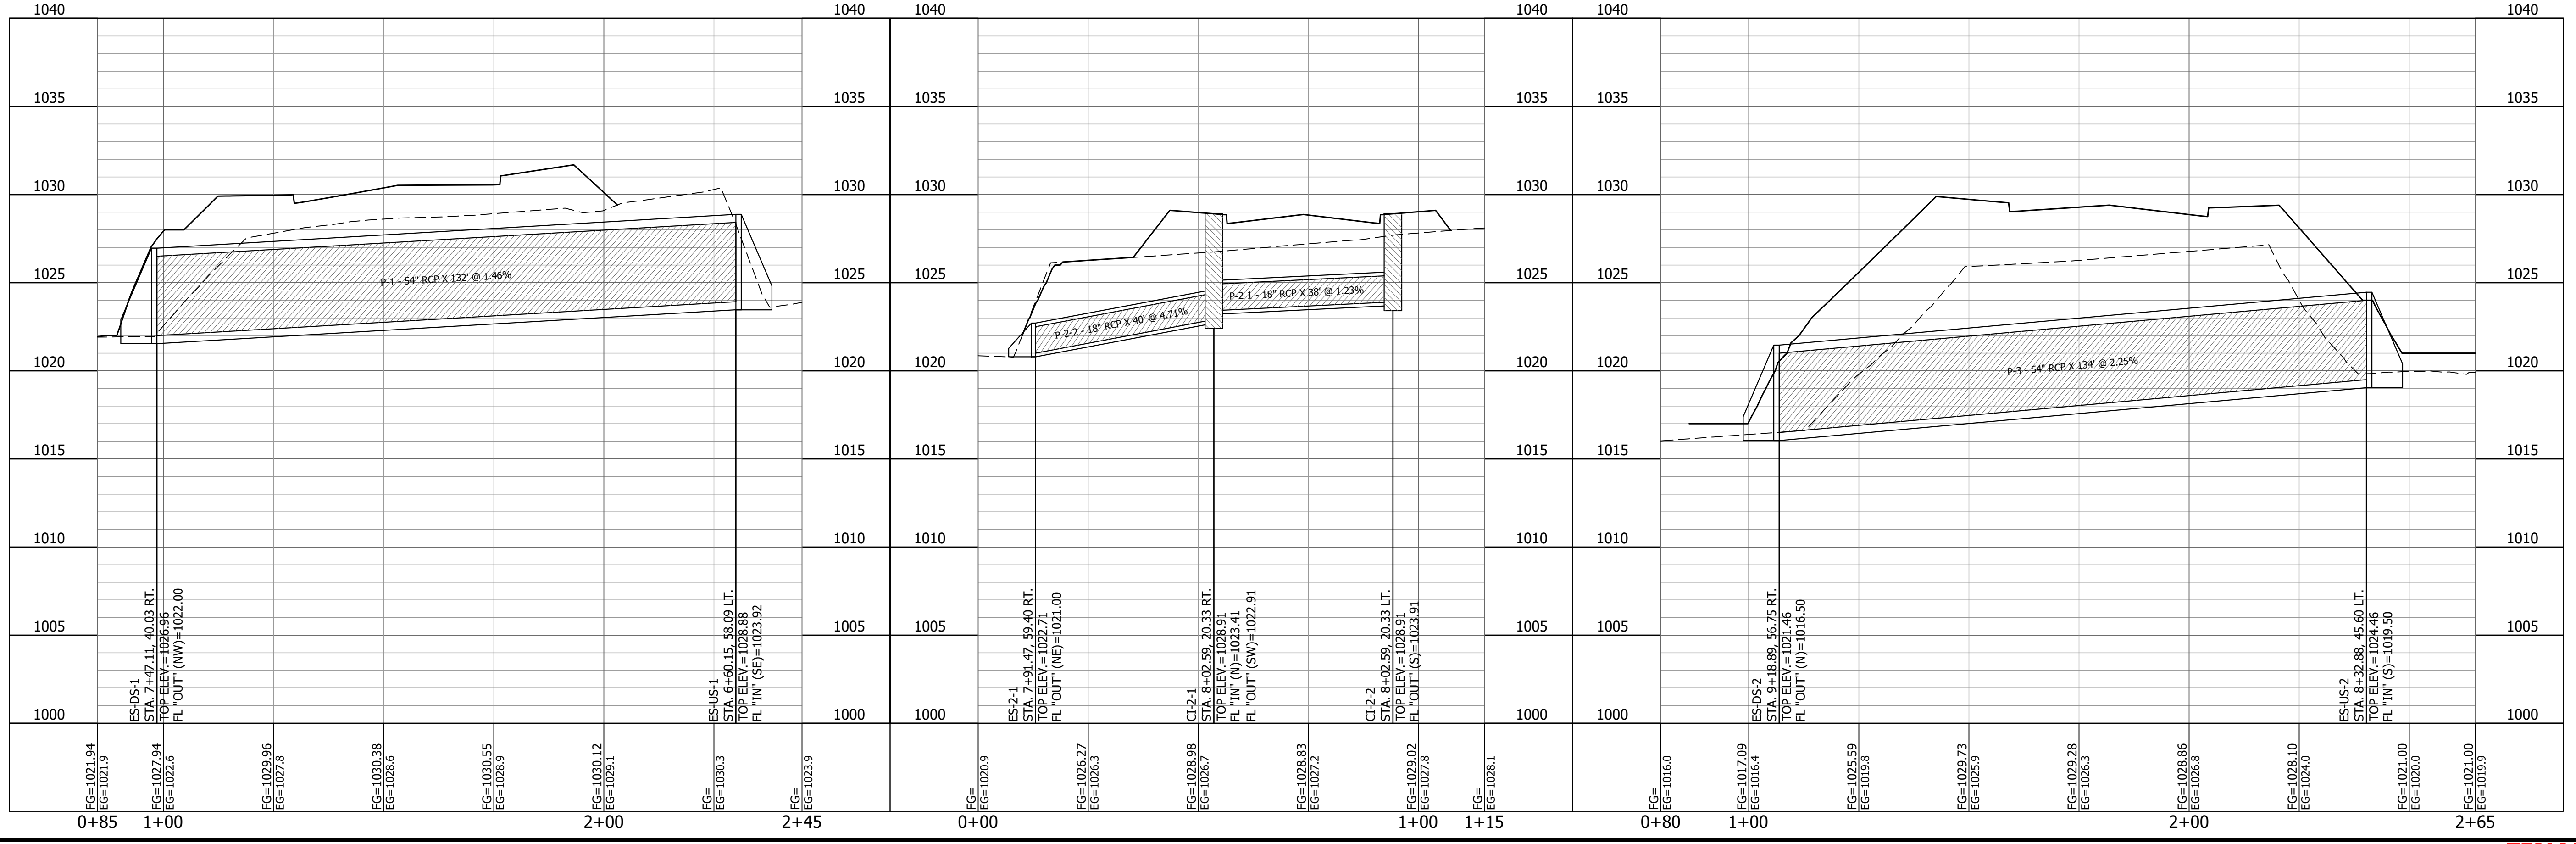 1040 1040 1040 1040 1040 1040
1035 1035 1035 1035 1035 1035
1030 1030 1030 1030 1030 1030
1025 1025 1025 1025 1025 1025
1020 1020 1020 1020 1020 1020
1015 1015 1015 1015 1015 1015
1010 1010 1010 1010 1010 1010
1005 1005 1005 1005 1005 1005
1000 1000 1000 1000 1000 1000
P-1 - 54" RCP X 132' @ 1.46%
ES-DS-1
STA. 7+47.11, 40.03 RT.
TOP ELEV.=1026.96
FL "OUT" (NW)=1022.00
ES-US-1
STA. 6+60.15, 58.09 LT.
TOP ELEV.=1028.88
FL "IN" (SE)=1023.92
FG=1021.94
EG=1021.9
FG=1027.94
EG=1022.6
FG=1029.96
EG=1027.8
FG=1030.38
EG=1028.6
FG=1030.55
EG=1028.9
FG=1030.12
EG=1029.1
FG=
EG=1030.3
FG=
EG=1023.9
0+85 1+00 2+00 2+45
P-2-2 - 18" RCP X 40' @ 4.71%
P-2-1 - 18" RCP X 38' @ 1.23%
ES-2-1
STA. 7+91.47, 59.40 RT.
TOP ELEV.=1022.71
FL "OUT" (NE)=1021.00
CI-2-1
STA. 8+02.59, 20.33 RT.
TOP ELEV.=1028.91
FL "IN" (N)=1023.41
FL "OUT" (SW)=1022.91
CI-2-2
STA. 8+02.59, 20.33 LT.
TOP ELEV.=1028.91
FL "OUT" (S)=1023.91
FG=
EG=1020.9
FG=1026.27
EG=1026.3
FG=1028.98
EG=1026.7
FG=1028.83
EG=1027.2
FG=1029.02
EG=1027.8
FG=
EG=1028.1
0+00 1+00 1+15
P-3 - 54" RCP X 134' @ 2.25%
ES-DS-2
STA. 9+18.89, 56.75 RT.
TOP ELEV.=1021.46
FL "OUT" (N)=1016.50
ES-US-2
STA. 8+32.88, 45.60 LT.
TOP ELEV.=1024.46
FL "IN" (S)=1019.50
FG=
EG=1016.0
FG=1017.09
EG=1016.4
FG=1025.59
EG=1019.8
FG=1029.73
EG=1025.9
FG=1029.28
EG=1026.3
FG=1028.86
EG=1026.8
FG=1028.10
EG=1024.0
FG=1021.00
EG=1020.0
FG=1021.00
EG=1019.9
0+80 1+00 2+00 2+65